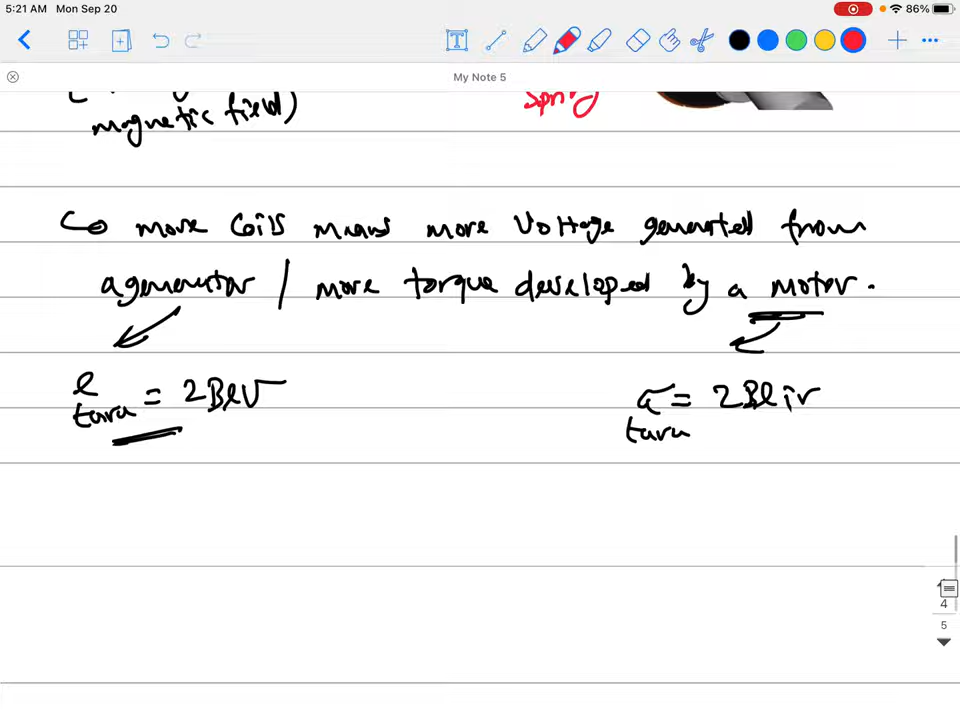 5:21 AM Mon Sep 20
86%
My Note 5
magnetic field)
Spring
↪ more coils means more voltage generated from
a generator / more torque developed by a motor.
e = 2Blv
turn
τ = 2Blir
turn
4
5